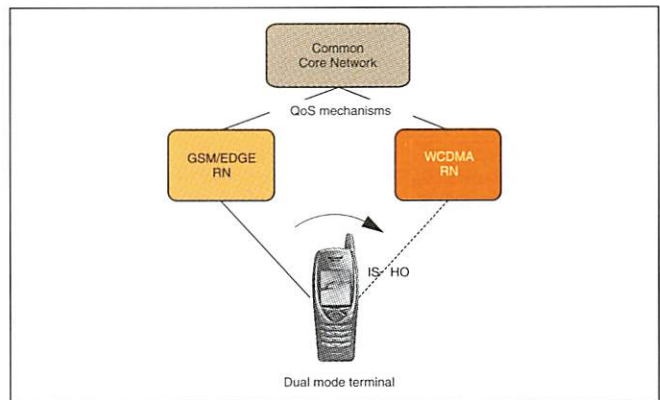 Common
Core Network
QoS mechanisms
GSM/EDGE
RN
WCDMA
RN
IS- HO
Dual mode terminal